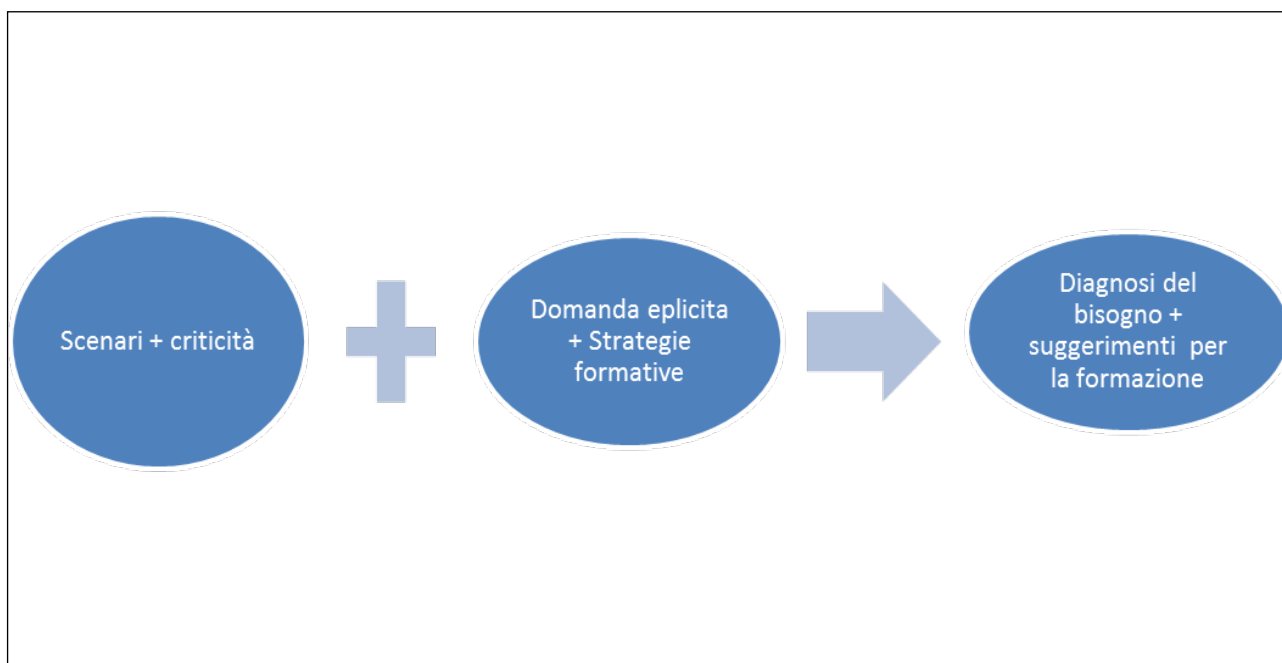 Scenari + criticità
Domanda eplicita
+ Strategie
formative
Diagnosi del
bisogno +
suggerimenti  per
la formazione